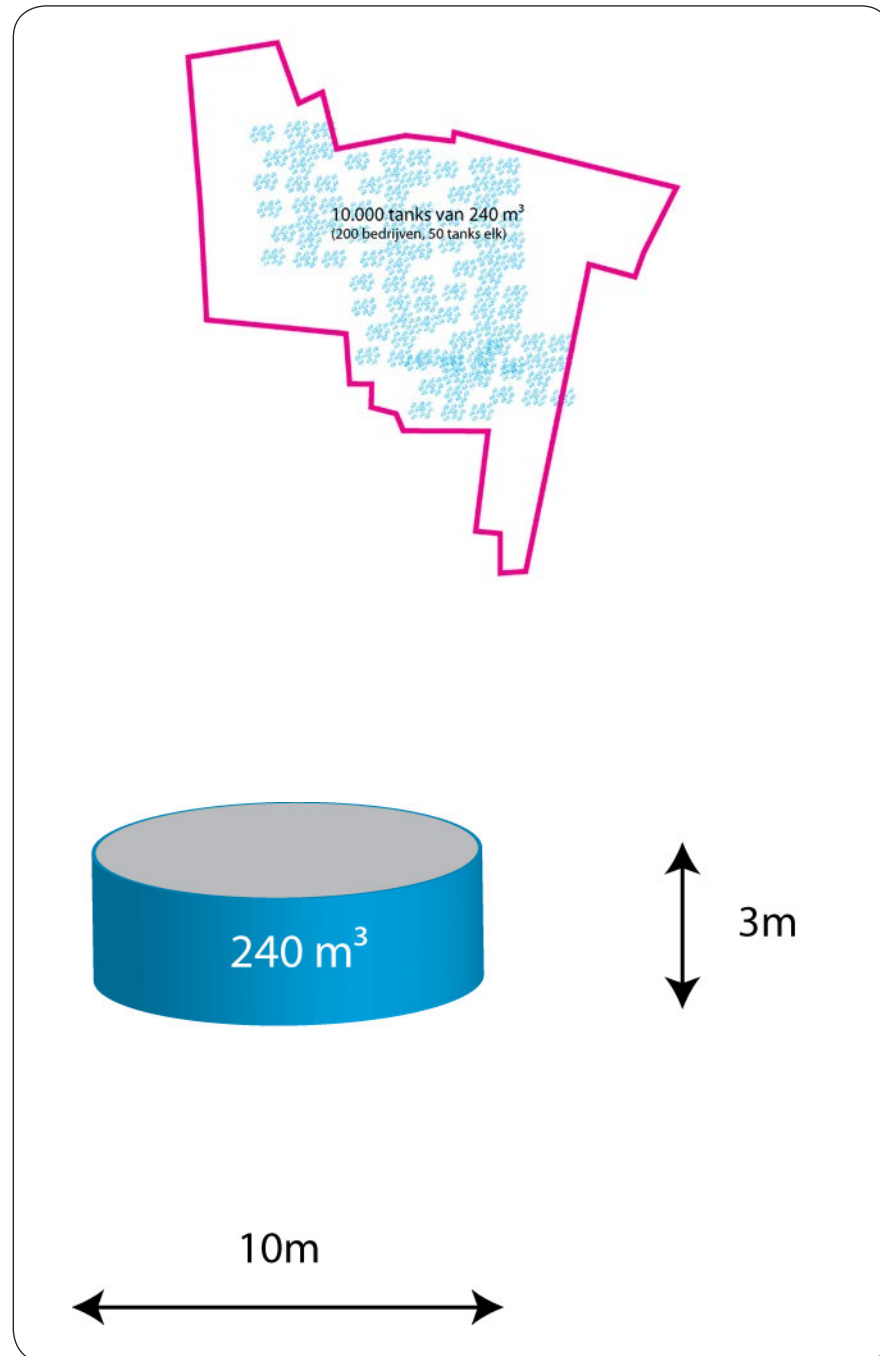 10.000 tanks van 240 m³
(200 bedrijven, 50 tanks elk)
240 m³
3m
10m